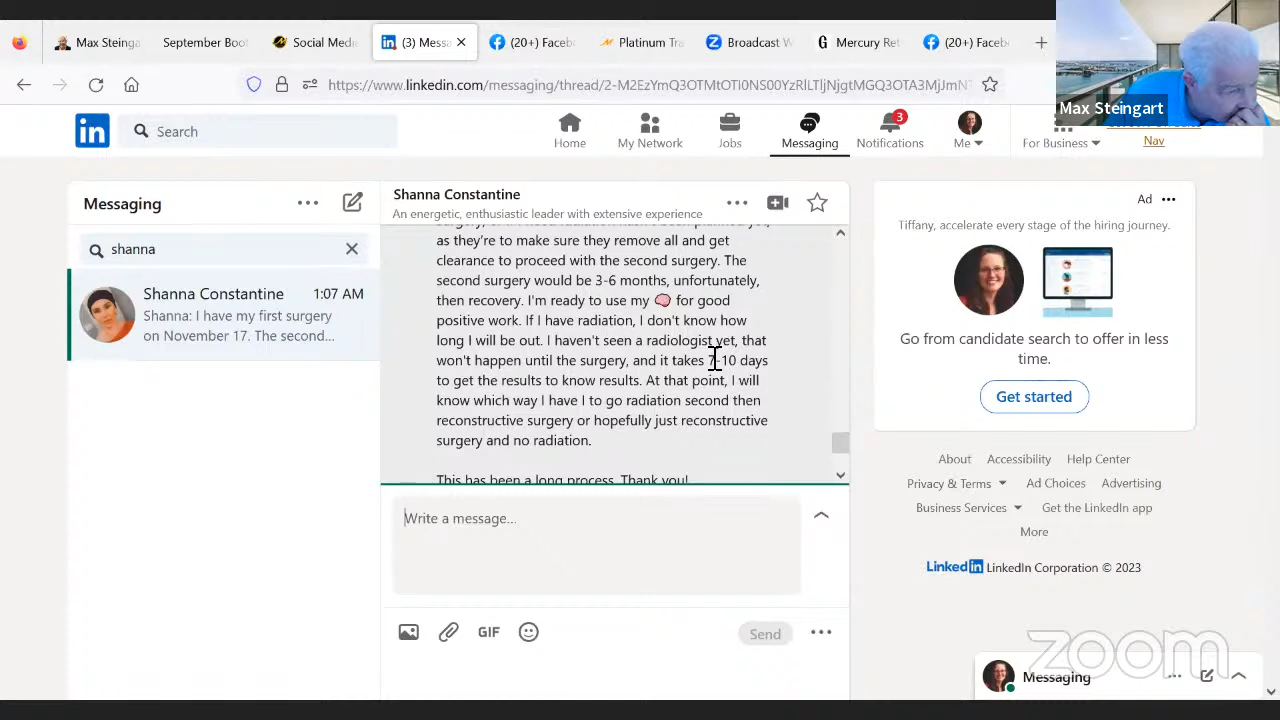 Max Steinga
September Boo
Social Medi
(3) Messa
(20+) Faceb
Platinum Tra
Broadcast W
Mercury Ret
(20+) Faceb
https://www.linkedin.com/messaging/thread/2-M2EzYmQ3OTMtOTI0NS00YzRlLTljNjgtMGQ3OTA3MjJmN
Max Steingart
in
Search
Home
My Network
Jobs
Messaging
3
Notifications
Me
For Business
Nav
Messaging
shanna
Shanna Constantine
1:07 AM
Shanna: I have my first surgery
on November 17. The second...
Shanna Constantine
An energetic, enthusiastic leader with extensive experience
as they're to make sure they remove all and get
clearance to proceed with the second surgery. The
second surgery would be 3-6 months, unfortunately,
then recovery. I'm ready to use my 🧠 for good
positive work. If I have radiation, I don't know how
long I will be out. I haven't seen a radiologist yet, that
won't happen until the surgery, and it takes 7-10 days
to get the results to know results. At that point, I will
know which way I have I to go radiation second then
reconstructive surgery or hopefully just reconstructive
surgery and no radiation.
This has been a long process. Thank you!
Write a message...
GIF
Send
Ad
Tiffany, accelerate every stage of the hiring journey.
Go from candidate search to offer in less
time.
Get started
About Accessibility Help Center
Privacy & Terms Ad Choices Advertising
Business Services Get the LinkedIn app
More
LinkedIn LinkedIn Corporation © 2023
zoom
Messaging